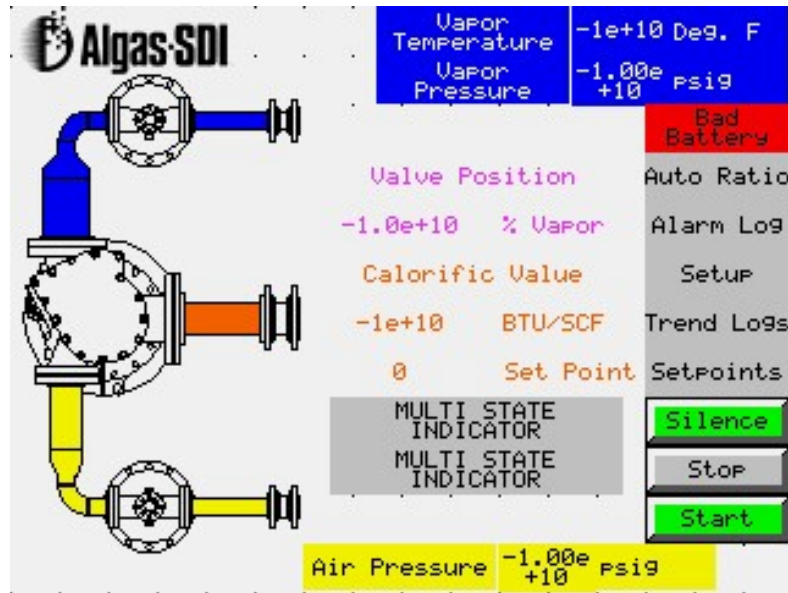 Algas·SDI
Vapor
Temperature
-1e+10 Deg. F
Vapor
Pressure
-1.00e
+10
psig
Bad
Battery
Valve Position
Auto Ratio
-1.0e+10 % Vapor
Alarm Log
Calorific Value
Setup
-1e+10 BTU/SCF
Trend Logs
0 Set Point
Setpoints
MULTI STATE
INDICATOR
Silence
MULTI STATE
INDICATOR
Stop
Start
Air Pressure
-1.00e
+10
psig